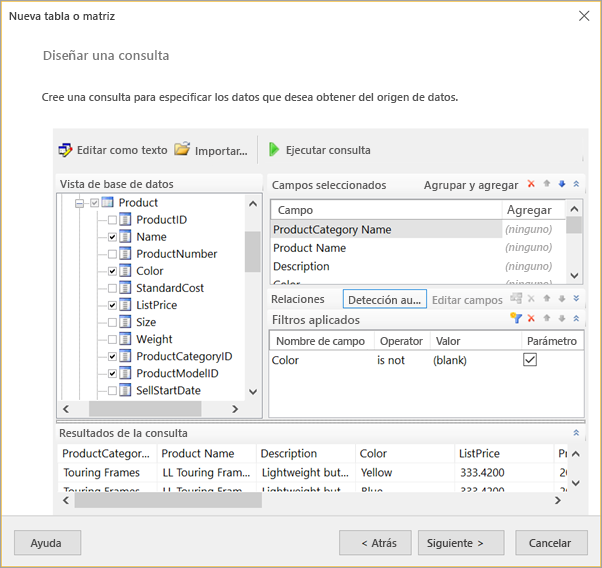 Nueva tabla o matriz
Diseñar una consulta
Cree una consulta para especificar los datos que desea obtener del origen de datos.
Editar como texto Importar... Ejecutar consulta
Vista de base de datos
Product
ProductID
Name
ProductNumber
Color
StandardCost
ListPrice
Size
Weight
ProductCategoryID
ProductModelID
SellStartDate
Campos seleccionados Agrupar y agregar
Campo Agregar
ProductCategory Name (ninguno)
Product Name (ninguno)
Description (ninguno)
Color (ninguno)
Relaciones Detección au... Editar campos
Filtros aplicados
Nombre de campo Operator Valor Parámetro
Color is not (blank)
Resultados de la consulta
ProductCategor... Product Name Description Color ListPrice
Touring Frames LL Touring Fram... Lightweight but... Yellow 333.4200
Touring Frames LL Touring Fram... Lightweight but... Blue 333.4200
Ayuda < Atrás Siguiente > Cancelar